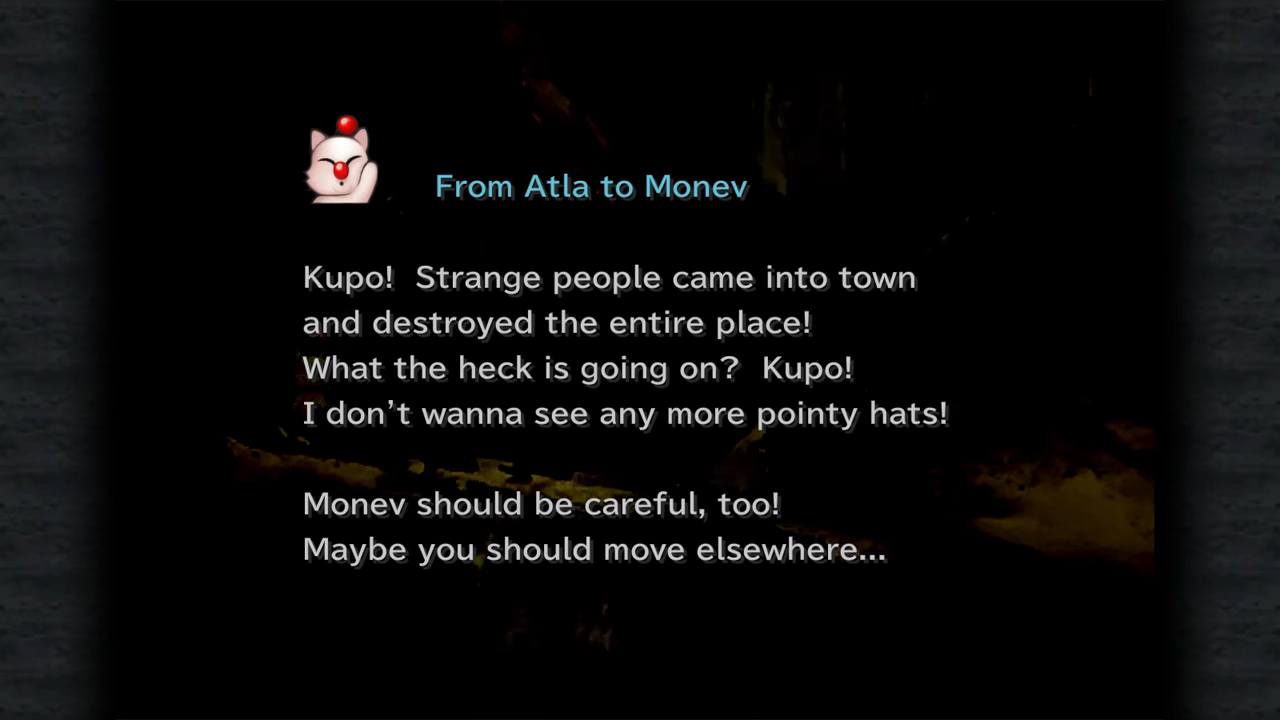 From Atla to Monev
Kupo!  Strange people came into town
and destroyed the entire place!
What the heck is going on?  Kupo!
I don’t wanna see any more pointy hats!
Monev should be careful, too!
Maybe you should move elsewhere...